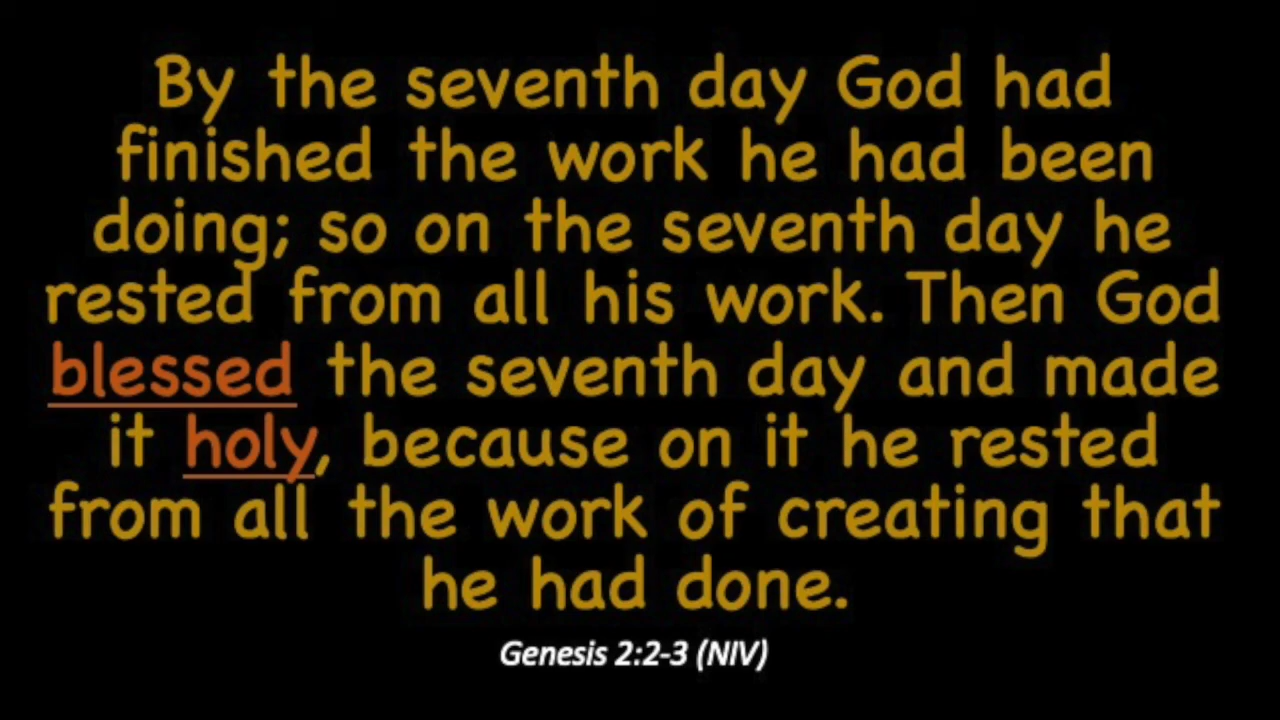 By the seventh day God had
finished the work he had been
doing; so on the seventh day he
rested from all his work. Then God
blessed the seventh day and made
it holy, because on it he rested
from all the work of creating that
he had done.
Genesis 2:2-3 (NIV)